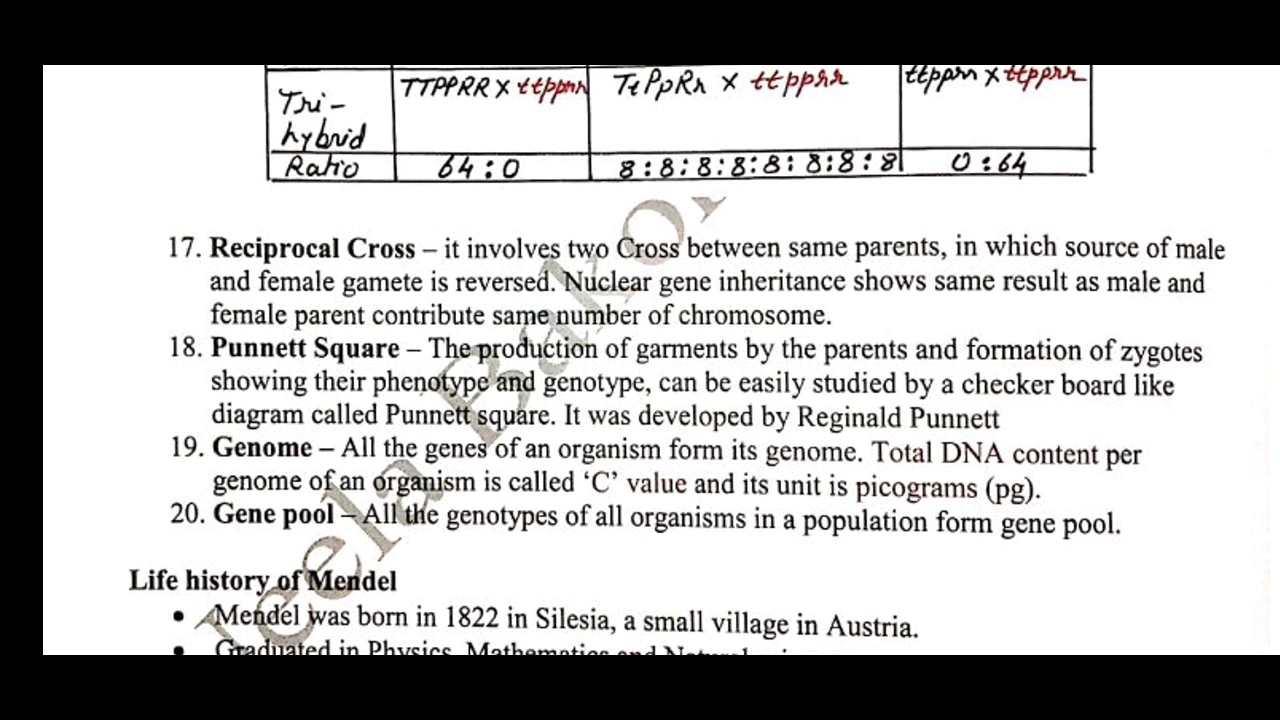 TTPPRR X ttpprr TtPpRr X ttpprr ttpprr X ttpprr
Tri-
hybrid
Ratio 64:0 8:8:8:8:8:8:8:8 0:64
17. Reciprocal Cross – it involves two Cross between same parents, in which source of male
and female gamete is reversed. Nuclear gene inheritance shows same result as male and
female parent contribute same number of chromosome.
18. Punnett Square – The production of garments by the parents and formation of zygotes
showing their phenotype and genotype, can be easily studied by a checker board like
diagram called Punnett square. It was developed by Reginald Punnett
19. Genome – All the genes of an organism form its genome. Total DNA content per
genome of an organism is called ‘C’ value and its unit is picograms (pg).
20. Gene pool – All the genotypes of all organisms in a population form gene pool.
Life history of Mendel
• Mendel was born in 1822 in Silesia, a small village in Austria.
• Graduated in Physics, Mathematics and